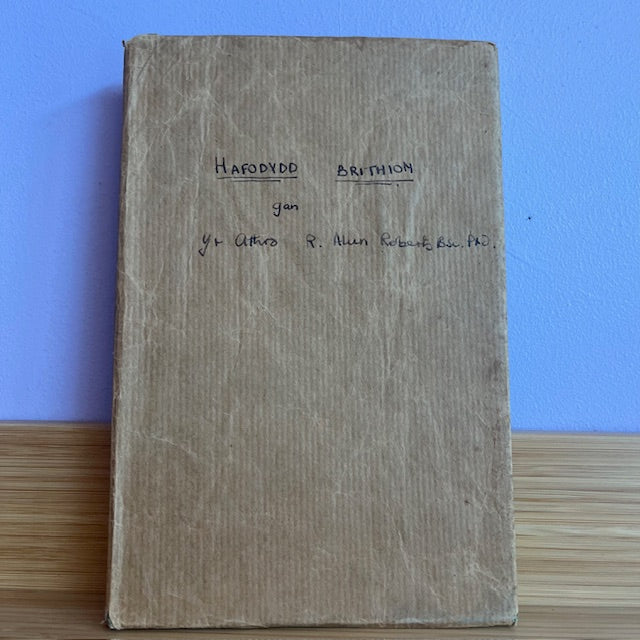 HAFODYDD BRITHION
gan
Yr Athro R. Alun Roberts BSc. PhD.